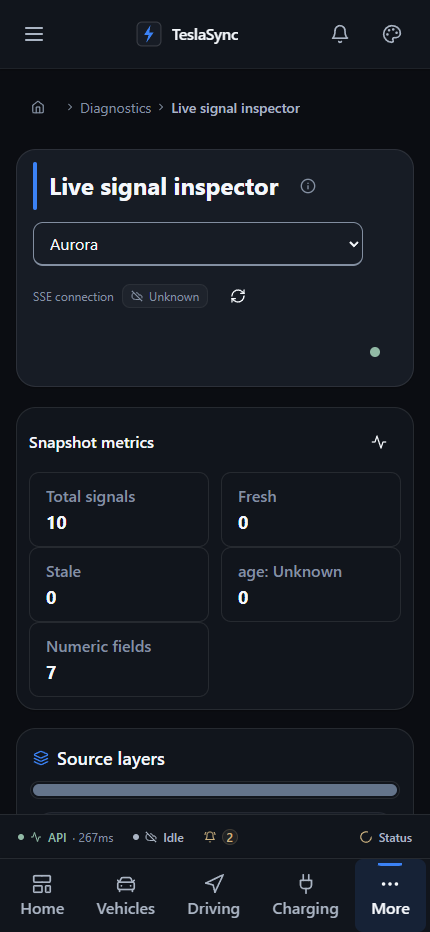 TeslaSync
Diagnostics
Live signal inspector
Live signal inspector
Aurora
SSE connection
Unknown
Snapshot metrics
Total signals
10
Fresh
0
Stale
0
age: Unknown
0
Numeric fields
7
Source layers
API · 267ms
Idle
2
Status
Home
Vehicles
Driving
Charging
More